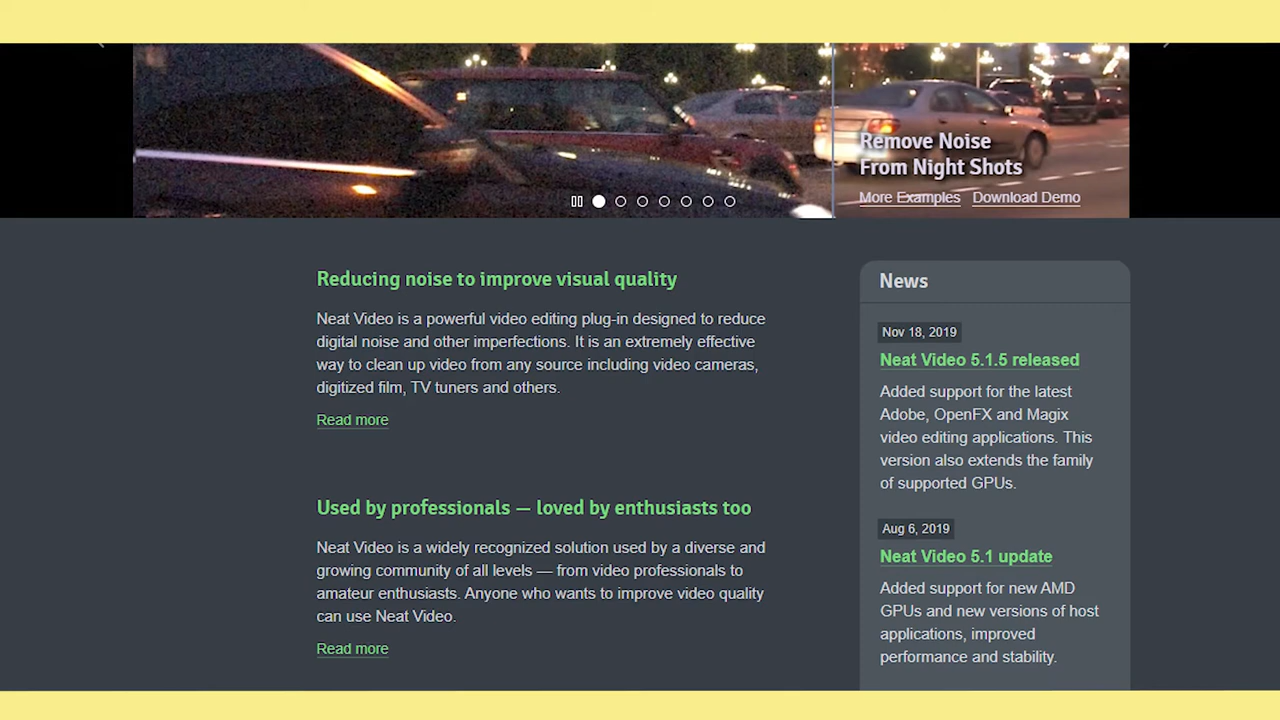 Remove Noise
From Night Shots
More Examples Download Demo
Reducing noise to improve visual quality
Neat Video is a powerful video editing plug-in designed to reduce
digital noise and other imperfections. It is an extremely effective
way to clean up video from any source including video cameras,
digitized film, TV tuners and others.
Read more
Used by professionals — loved by enthusiasts too
Neat Video is a widely recognized solution used by a diverse and
growing community of all levels — from video professionals to
amateur enthusiasts. Anyone who wants to improve video quality
can use Neat Video.
Read more
News
Nov 18, 2019
Neat Video 5.1.5 released
Added support for the latest
Adobe, OpenFX and Magix
video editing applications. This
version also extends the family
of supported GPUs.
Aug 6, 2019
Neat Video 5.1 update
Added support for new AMD
GPUs and new versions of host
applications, improved
performance and stability.